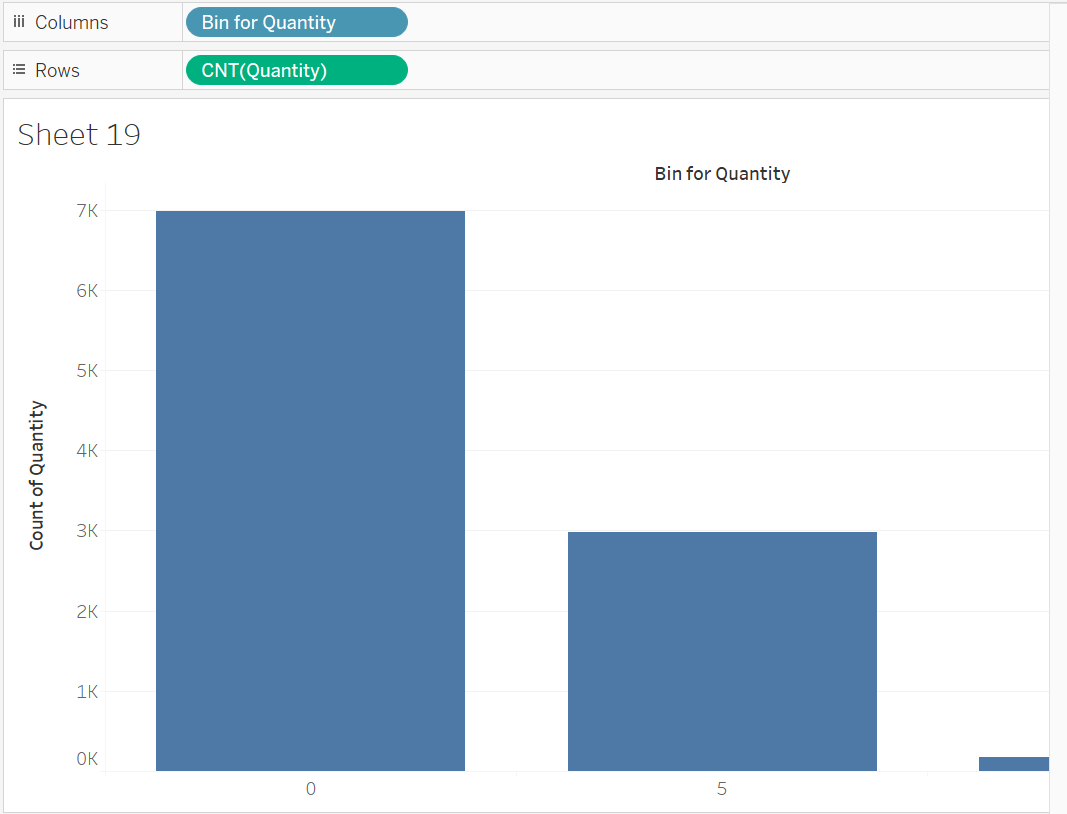 Columns
Bin for Quantity
Rows
CNT(Quantity)
Sheet 19
Bin for Quantity
7K
6K
5K
4K
3K
2K
1K
0K
Count of Quantity
0
5